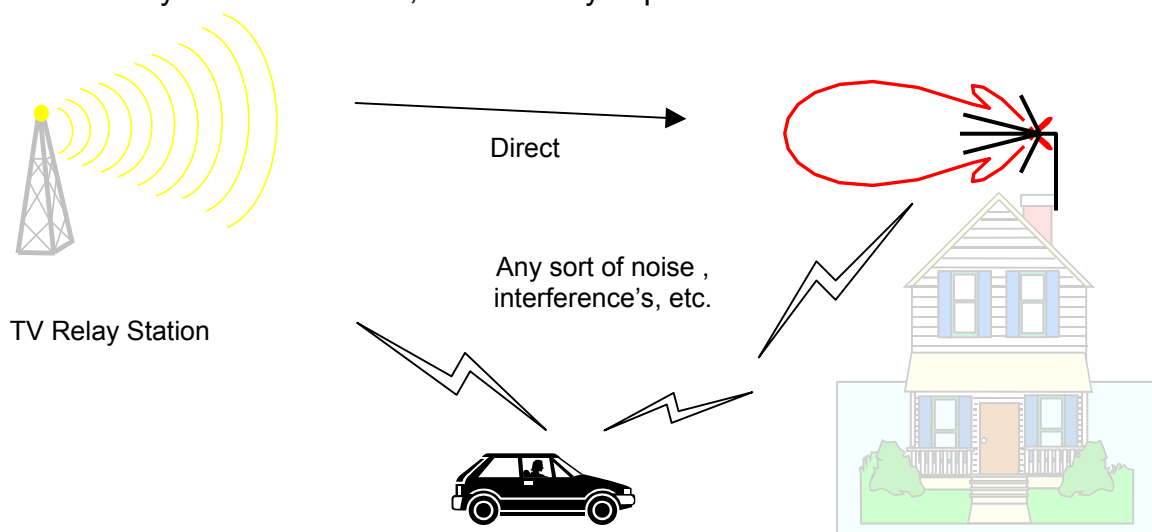 Direct
Any sort of noise ,
interference's, etc.
TV Relay Station